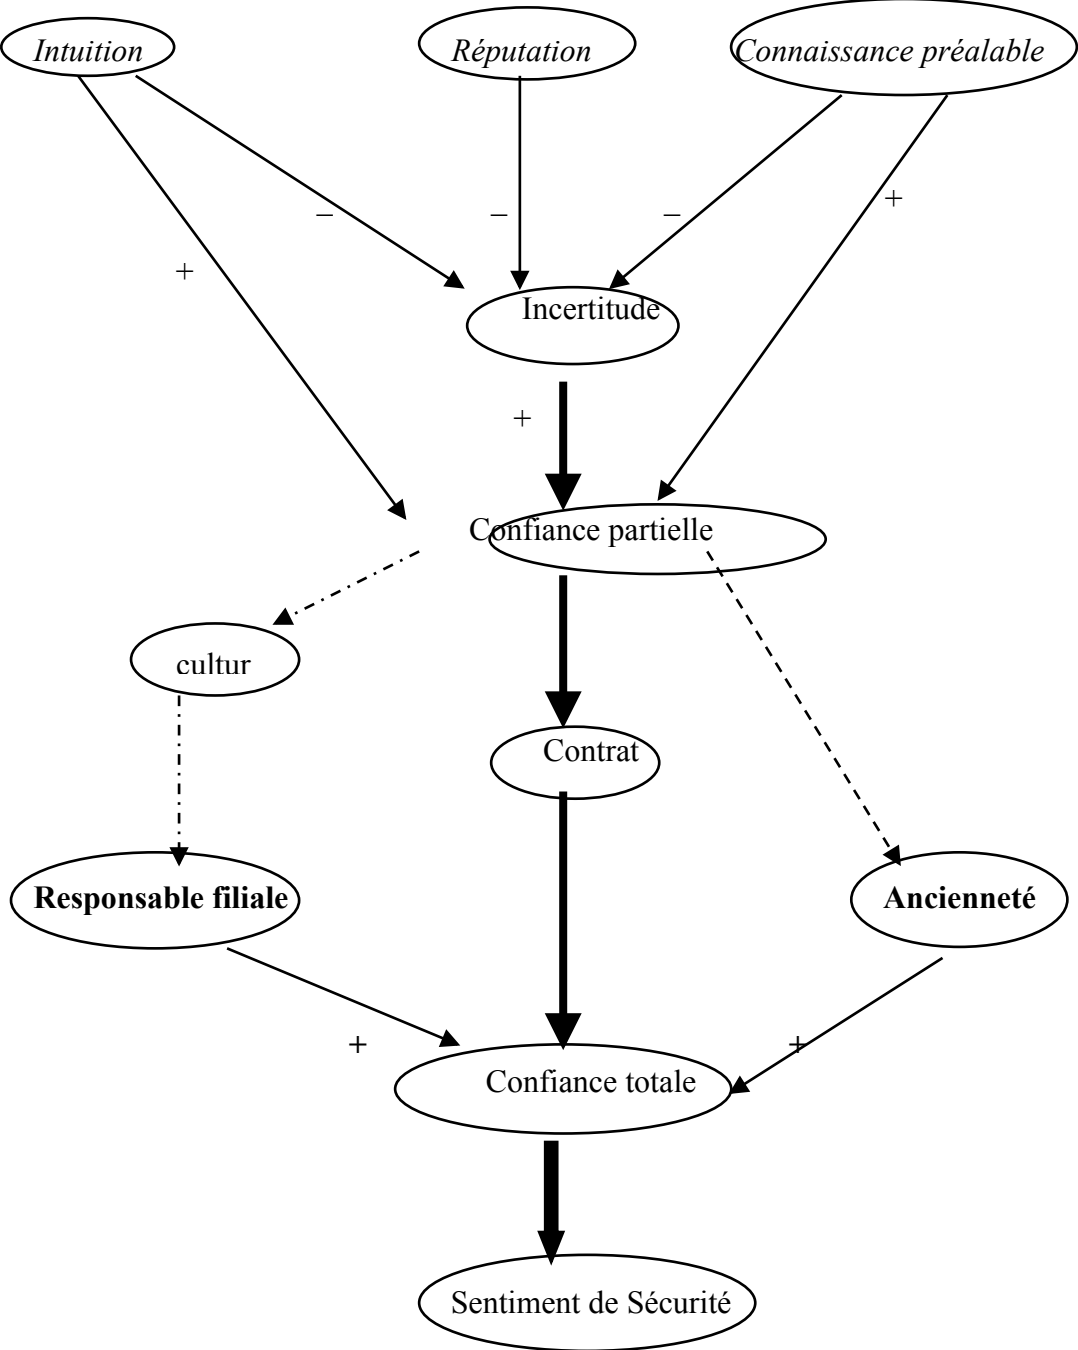 Intuition
Réputation
Connaissance préalable
+
–
–
–
+
Incertitude
+
Confiance partielle
cultur
Contrat
Responsable filiale
Ancienneté
+
+
Confiance totale
Sentiment de Sécurité